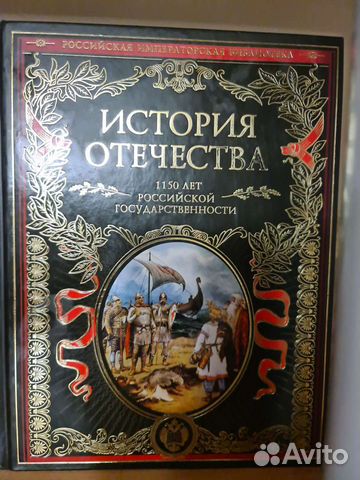 РОССИЙСКАЯ ИМПЕРАТОРСКАЯ БИБЛИОТЕКА
ИСТОРИЯ
ОТЕЧЕСТВА
1150 ЛЕТ
РОССИЙСКОЙ
ГОСУДАРСТВЕННОСТИ
Avito